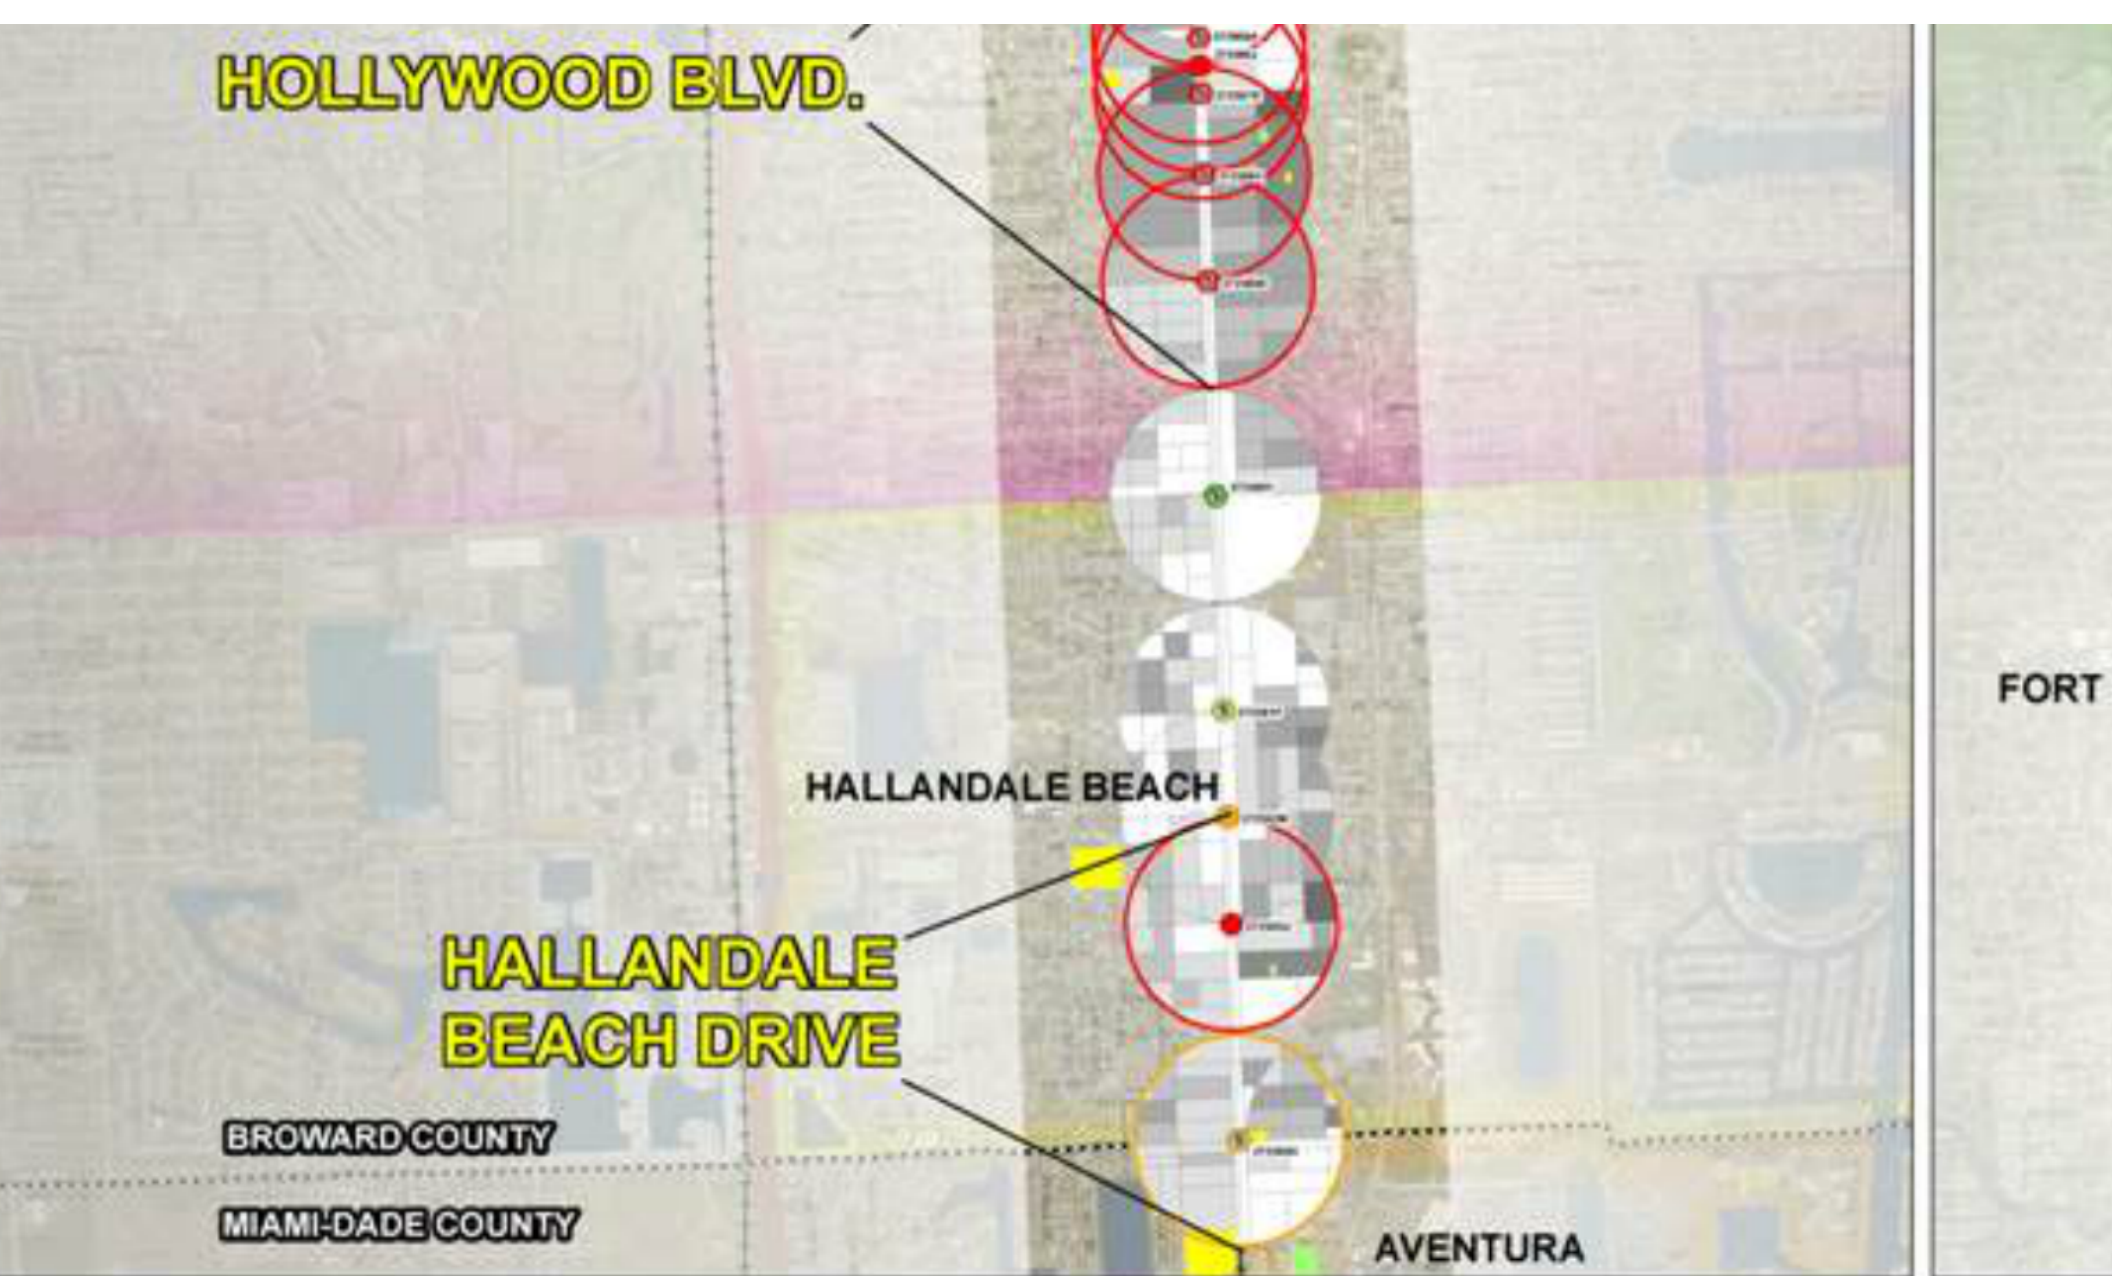 HOLLYWOOD BLVD.
FORT
HALLANDALE BEACH
HALLANDALE
BEACH DRIVE
BROWARD COUNTY
MIAMI-DADE COUNTY
AVENTURA